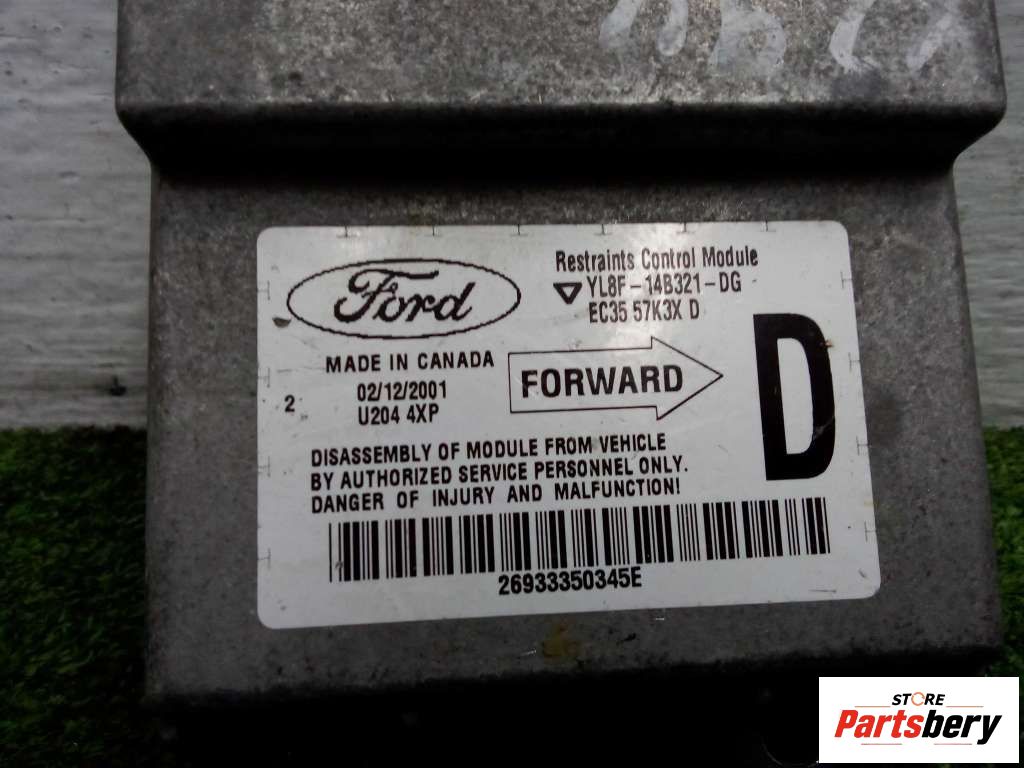 Ford
Restraints Control Module
YL8F-14B321-DG
EC35 57K3X D
MADE IN CANADA
02/12/2001
2
U204 4XP
FORWARD
D
DISASSEMBLY OF MODULE FROM VEHICLE
BY AUTHORIZED SERVICE PERSONNEL ONLY.
DANGER OF INJURY AND MALFUNCTION!
26933350345E
STORE
Partsbery